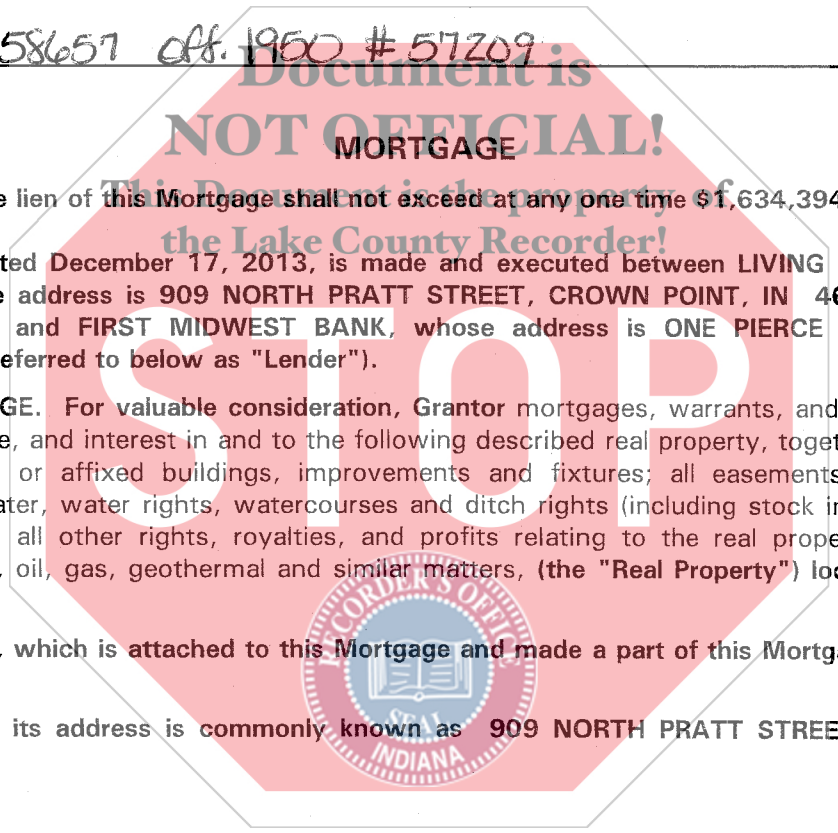 58657 off. 1950 # 57209
Document is
NOT OFFICIAL!
MORTGAGE
This Document is the property of
e lien of this Mortgage shall not exceed at any one time $1,634,394
the Lake County Recorder!
ted December 17, 2013, is made and executed between LIVING
e address is 909 NORTH PRATT STREET, CROWN POINT, IN 46
and FIRST MIDWEST BANK, whose address is ONE PIERCE
eferred to below as "Lender").
STOP
GE. For valuable consideration, Grantor mortgages, warrants, and
e, and interest in and to the following described real property, toget
or affixed buildings, improvements and fixtures; all easements
ater, water rights, watercourses and ditch rights (including stock in
all other rights, royalties, and profits relating to the real prope
, oil, gas, geothermal and similar matters, (the "Real Property") loc
RECORDER'S OFFICE
, which is attached to this Mortgage and made a part of this Mortga
SEAL
its address is commonly known as 909 NORTH PRATT STREE
INDIANA